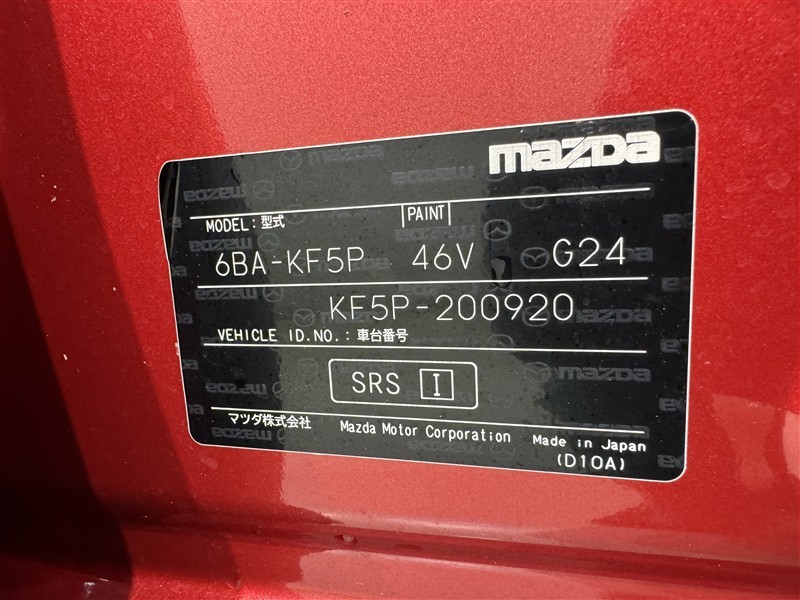 mazda
MODEL: 型式 PAINT
6BA-KF5P 46V G24
KF5P-200920
VEHICLE ID.NO.: 車台番号
SRS I
マツダ株式会社 Mazda Motor Corporation Made in Japan
(D10A)